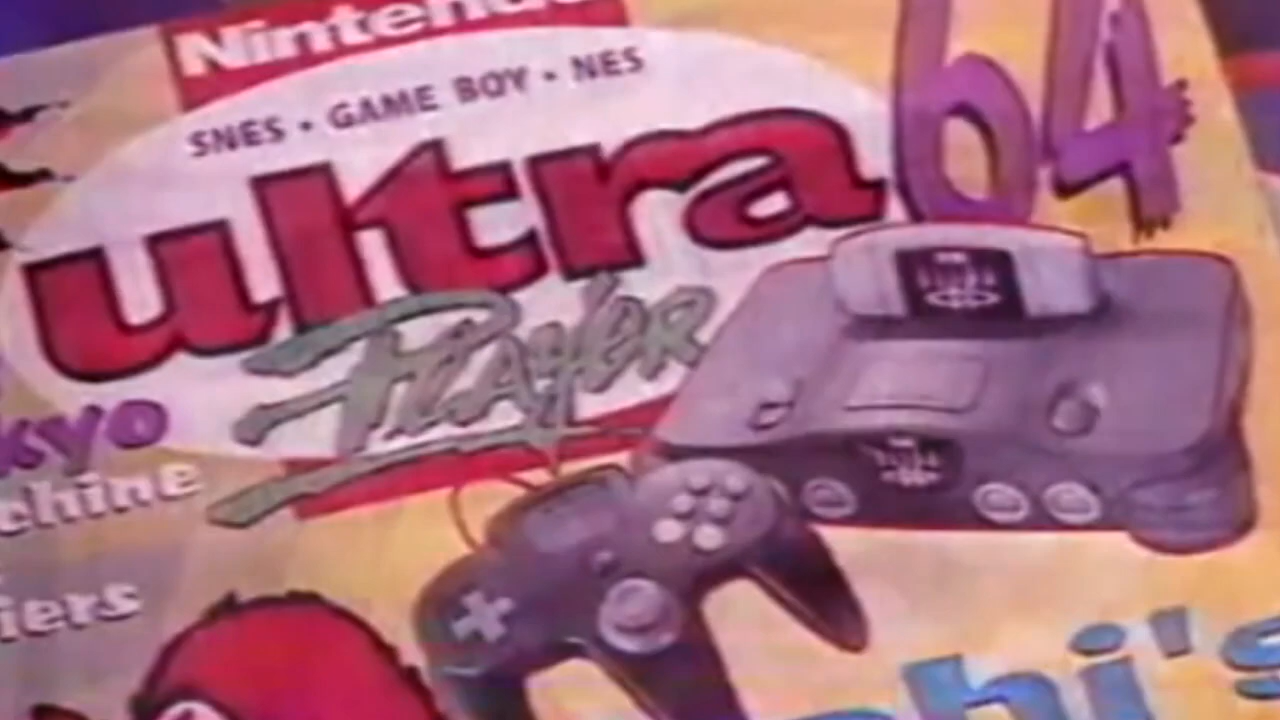 Nintendo
64
SNES • GAME BOY • NES
ultra
PLAYER
kyo
chine
iers
hi's